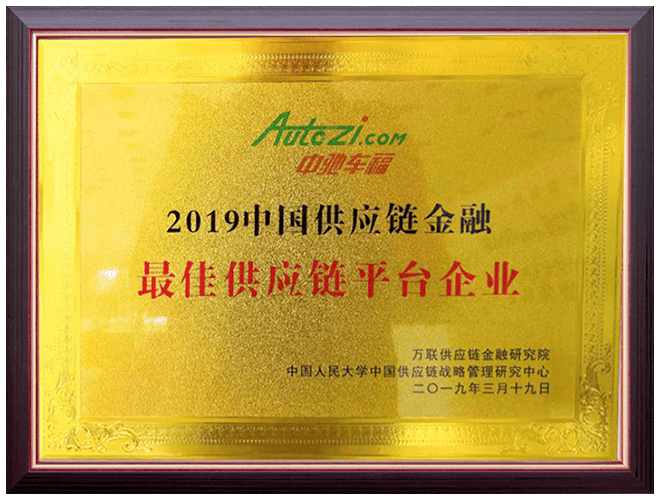 Autozi.com
中驰车福
2019中国供应链金融
最佳供应链平台企业
万联供应链金融研究院
中国人民大学中国供应链战略管理研究中心
二〇一九年三月十九日